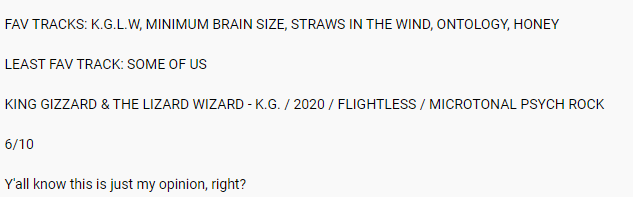 FAV TRACKS: K.G.L.W, MINIMUM BRAIN SIZE, STRAWS IN THE WIND, ONTOLOGY, HONEY
LEAST FAV TRACK: SOME OF US
KING GIZZARD & THE LIZARD WIZARD - K.G. / 2020 / FLIGHTLESS / MICROTONAL PSYCH ROCK
6/10
Y'all know this is just my opinion, right?